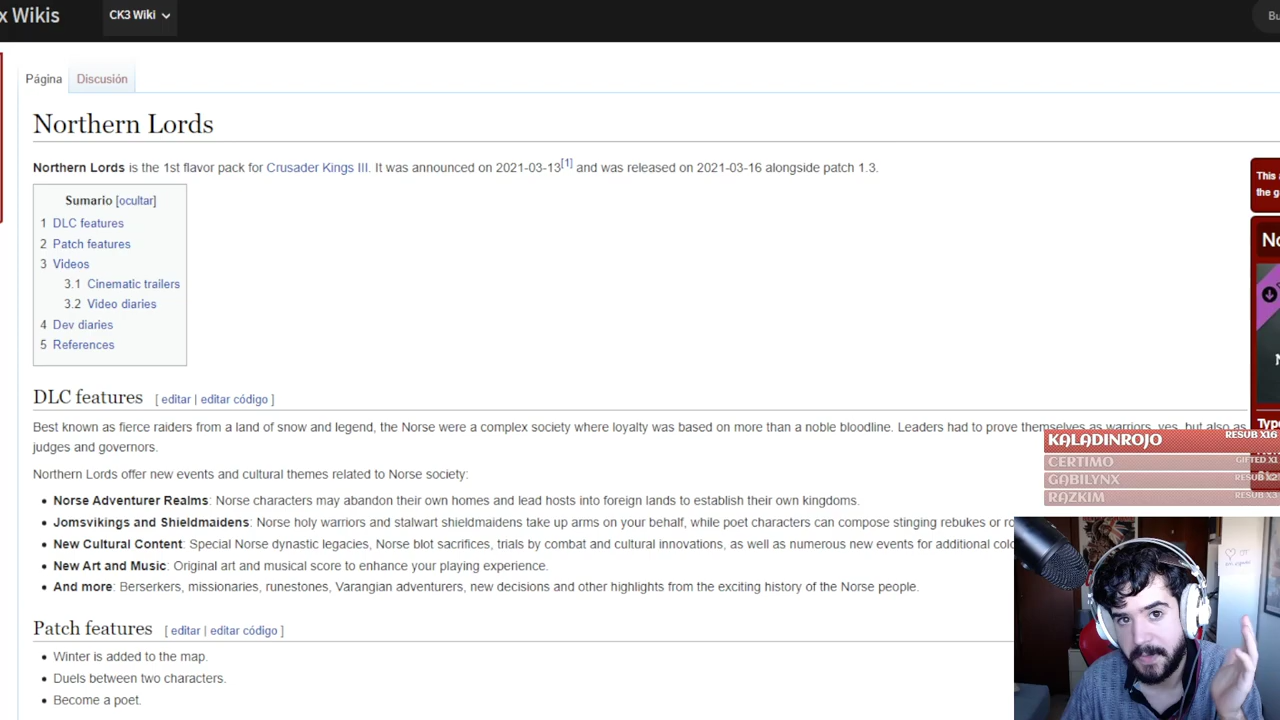 x Wikis
CK3 Wiki
Bu
Página
Discusión
Northern Lords
Northern Lords is the 1st flavor pack for Crusader Kings III. It was announced on 2021-03-13[1] and was released on 2021-03-16 alongside patch 1.3.
This a
the g
Sumario [ocultar]
1 DLC features
2 Patch features
3 Videos
3.1 Cinematic trailers
3.2 Video diaries
4 Dev diaries
5 References
No
DLC features [ editar | editar código ]
Best known as fierce raiders from a land of snow and legend, the Norse were a complex society where loyalty was based on more than a noble bloodline. Leaders had to prove themselves as warriors, yes, but also as
judges and governors.
Type
KALADINROJO RESUB X16
CERTIMO GIFTED X1
GABILYNX RESUB X2
RAZKIM RESUB X3
Northern Lords offer new events and cultural themes related to Norse society:
• Norse Adventurer Realms: Norse characters may abandon their own homes and lead hosts into foreign lands to establish their own kingdoms.
• Jomsvikings and Shieldmaidens: Norse holy warriors and stalwart shieldmaidens take up arms on your behalf, while poet characters can compose stinging rebukes or ro
• New Cultural Content: Special Norse dynastic legacies, Norse blot sacrifices, trials by combat and cultural innovations, as well as numerous new events for additional colo
• New Art and Music: Original art and musical score to enhance your playing experience.
• And more: Berserkers, missionaries, runestones, Varangian adventurers, new decisions and other highlights from the exciting history of the Norse people.
Patch features [ editar | editar código ]
• Winter is added to the map.
• Duels between two characters.
• Become a poet.